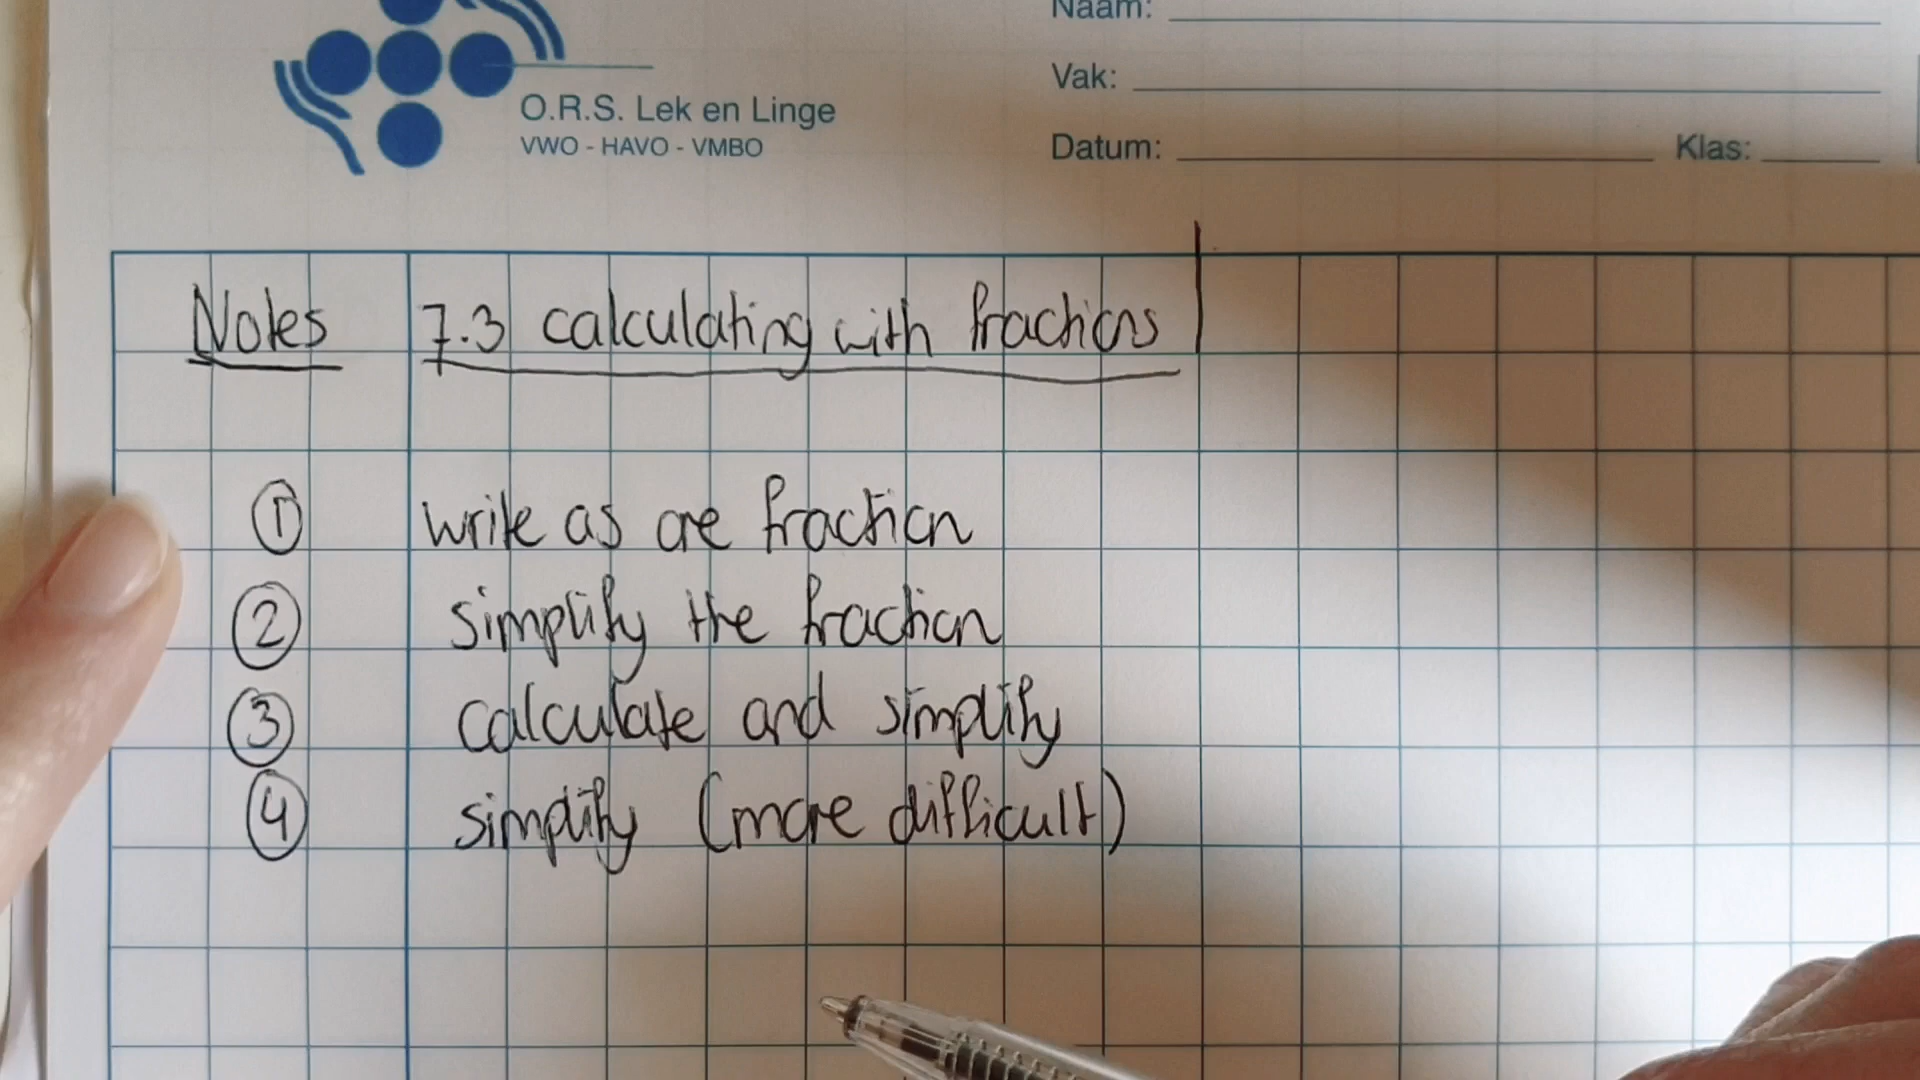 Naam:
O.R.S. Lek en Linge
VWO - HAVO - VMBO
Vak:
Datum: Klas:
Notes 7.3 calculating with fractions
① write as one fraction
② simplify the fraction
③ calculate and simplify
④ simplify (more difficult)